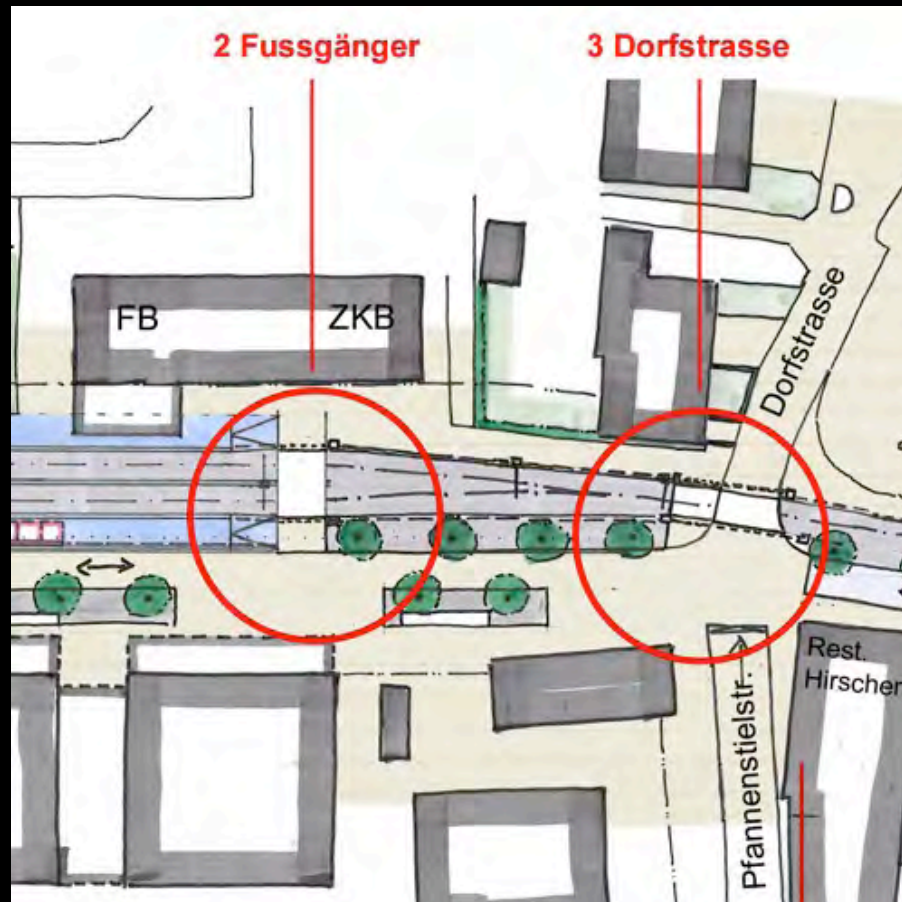 2 Fussgänger
3 Dorfstrasse
FB
ZKB
Dorfstrasse
Rest.
Hirschen
Pfannenstielstr.